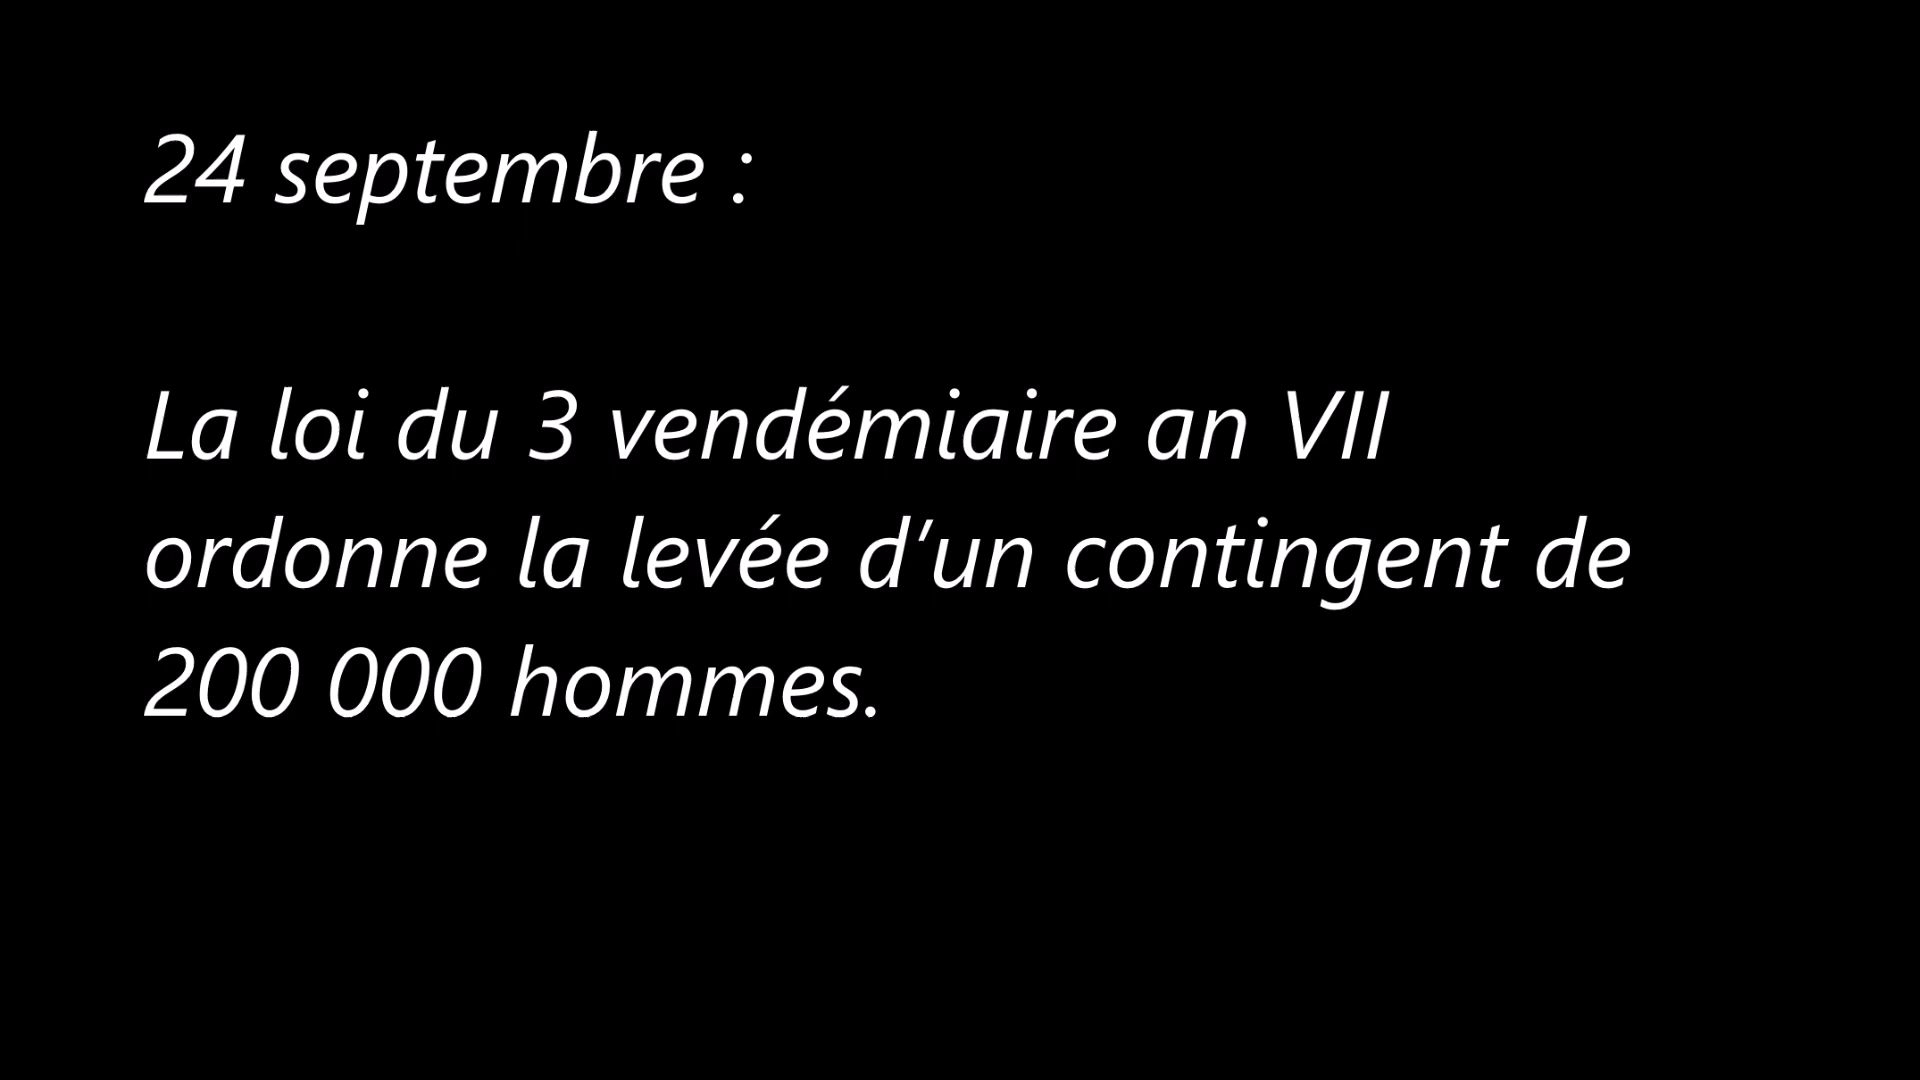 24 septembre :
La loi du 3 vendémiaire an VII
ordonne la levée d’un contingent de
200 000 hommes.